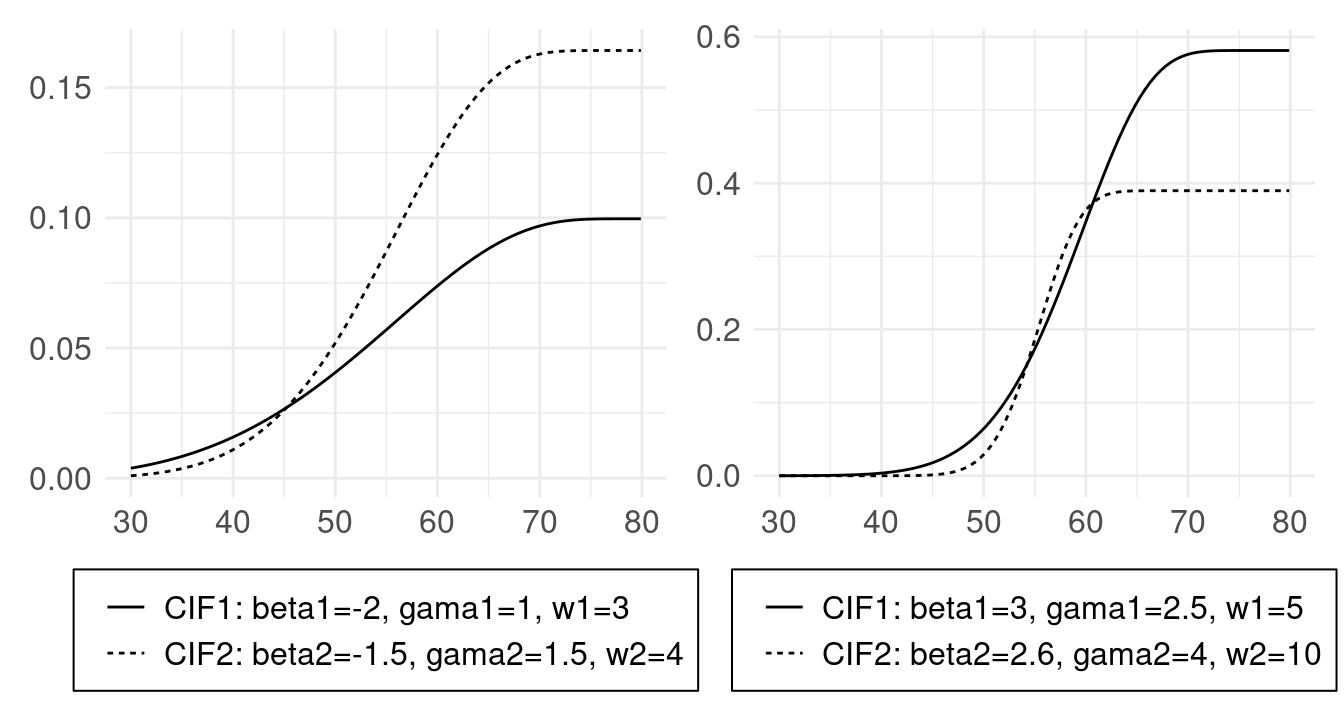 0.15
0.10
0.05
0.00
30 40 50 60 70 80
CIF1: beta1=-2, gama1=1, w1=3
CIF2: beta2=-1.5, gama2=1.5, w2=4
0.6
0.4
0.2
0.0
30 40 50 60 70 80
CIF1: beta1=3, gama1=2.5, w1=5
CIF2: beta2=2.6, gama2=4, w2=10